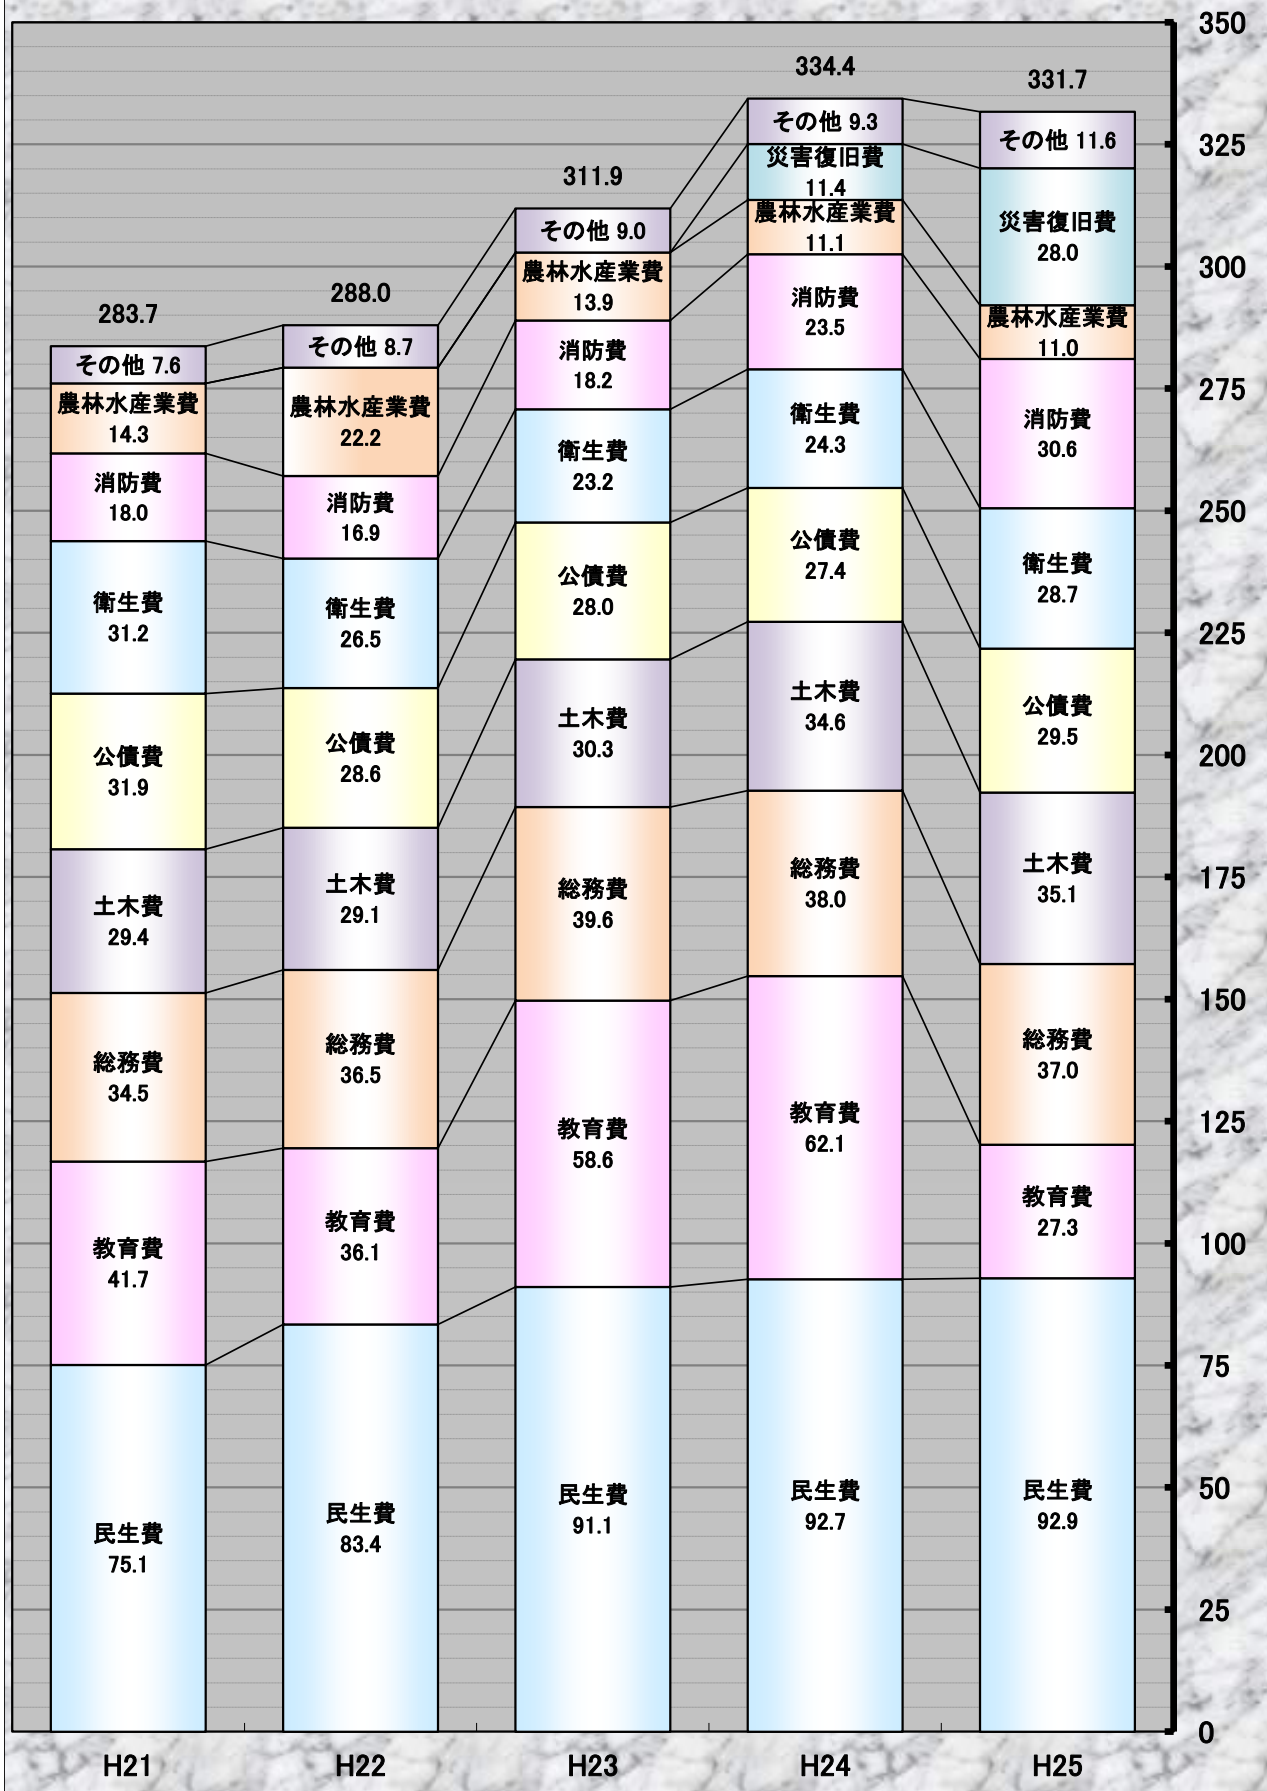 283.7
その他 7.6
農林水産業費
14.3
消防費
18.0
衛生費
31.2
公債費
31.9
土木費
29.4
総務費
34.5
教育費
41.7
民生費
75.1
H21
288.0
その他 8.7
農林水産業費
22.2
消防費
16.9
衛生費
26.5
公債費
28.6
土木費
29.1
総務費
36.5
教育費
36.1
民生費
83.4
H22
311.9
その他 9.0
農林水産業費
13.9
消防費
18.2
衛生費
23.2
公債費
28.0
土木費
30.3
総務費
39.6
教育費
58.6
民生費
91.1
H23
334.4
その他 9.3
災害復旧費
11.4
農林水産業費
11.1
消防費
23.5
衛生費
24.3
公債費
27.4
土木費
34.6
総務費
38.0
教育費
62.1
民生費
92.7
H24
331.7
その他 11.6
災害復旧費
28.0
農林水産業費
11.0
消防費
30.6
衛生費
28.7
公債費
29.5
土木費
35.1
総務費
37.0
教育費
27.3
民生費
92.9
H25
350
325
300
275
250
225
200
175
150
125
100
75
50
25
0